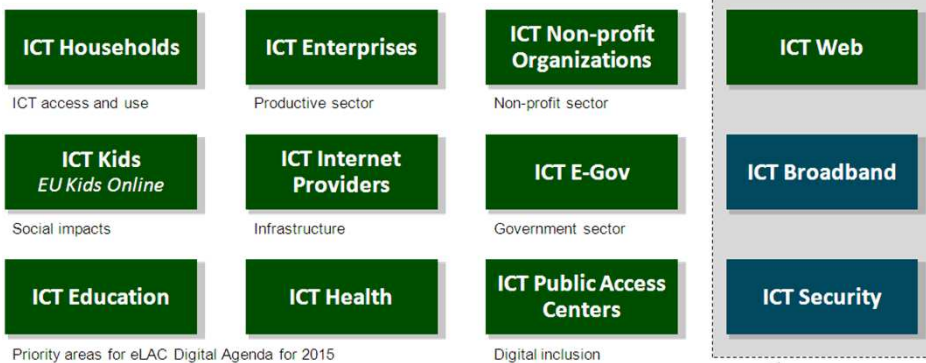 ICT Households
ICT access and use
ICT Enterprises
Productive sector
ICT Non-profit
Organizations
Non-profit sector
ICT Web
ICT Kids
EU Kids Online
Social impacts
ICT Internet
Providers
Infrastructure
ICT E-Gov
Government sector
ICT Broadband
ICT Education
ICT Health
Priority areas for eLAC Digital Agenda for 2015
ICT Public Access
Centers
Digital inclusion
ICT Security